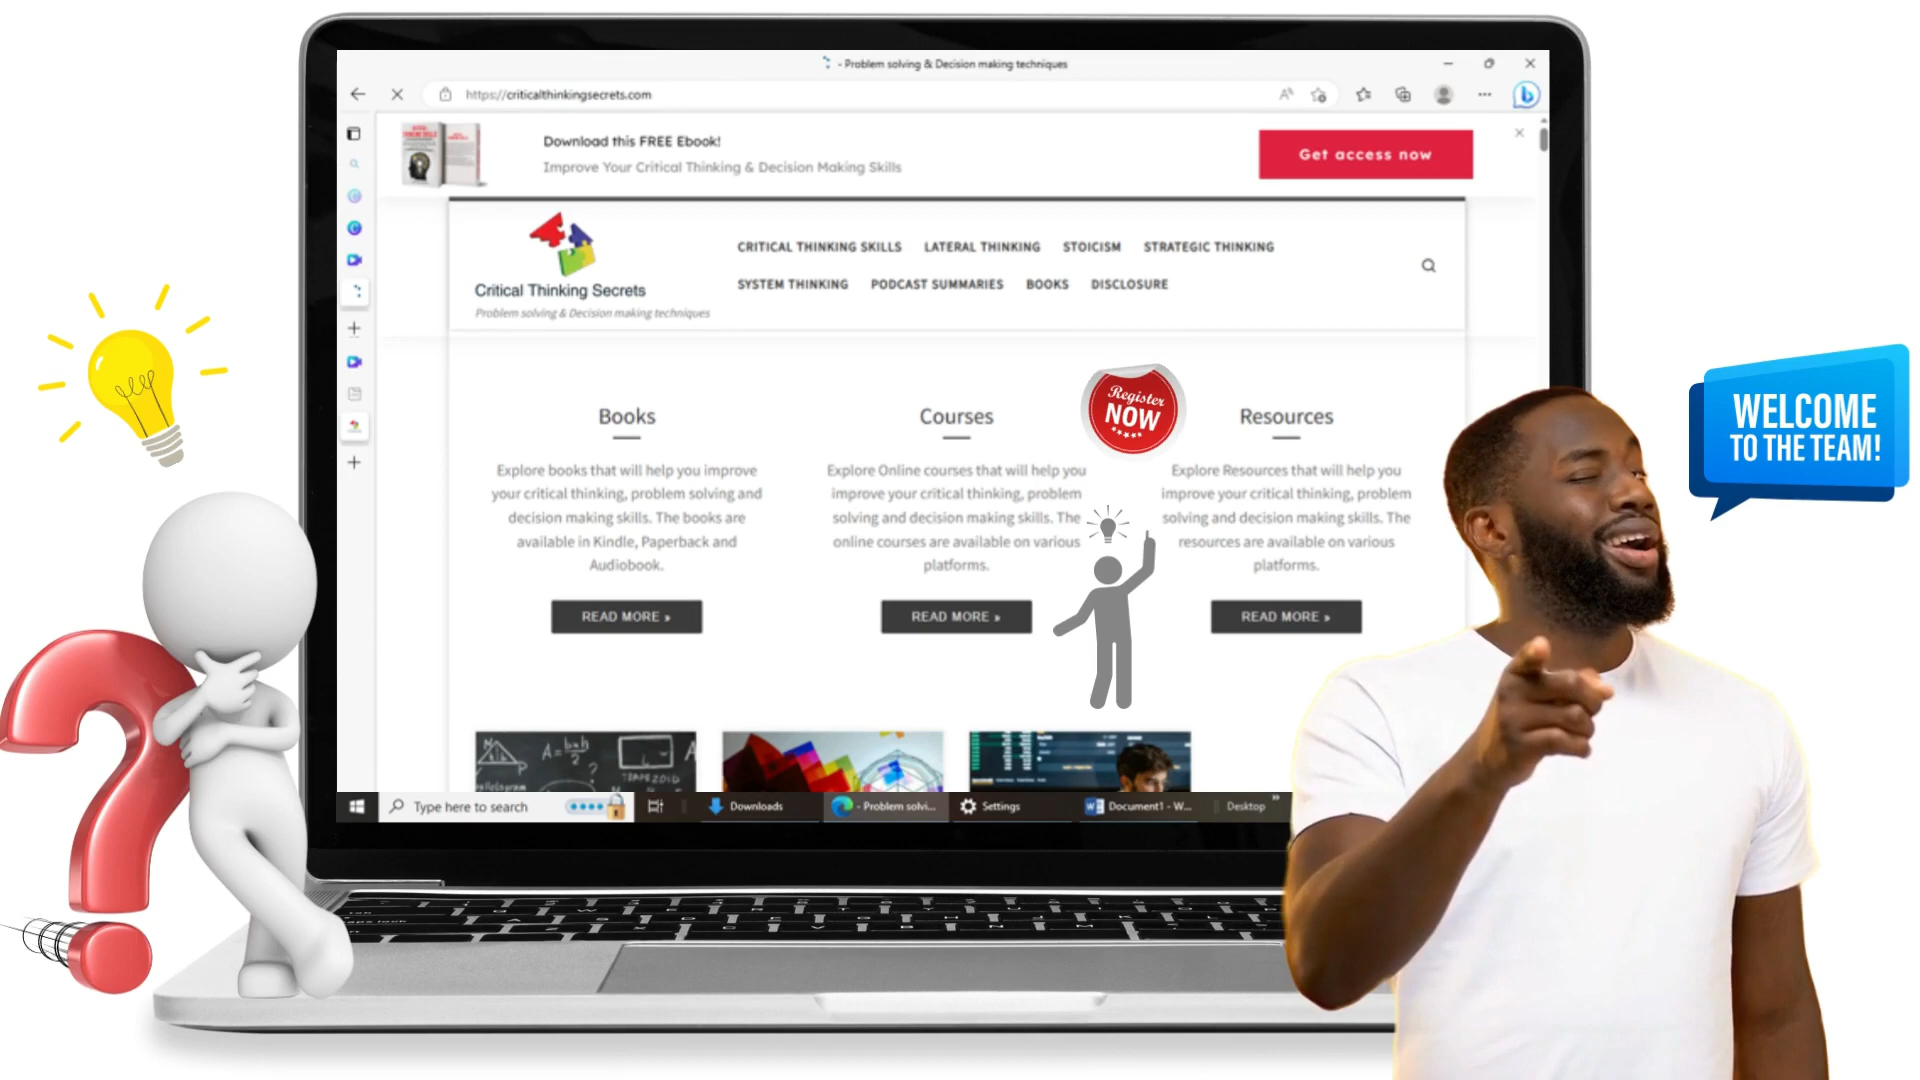 - Problem solving & Decision making techniques
https://criticalthinkingsecrets.com
Download this FREE Ebook!
Improve Your Critical Thinking & Decision Making Skills
Get access now
CRITICAL THINKING SKILLS LATERAL THINKING STOICISM STRATEGIC THINKING
SYSTEM THINKING PODCAST SUMMARIES BOOKS DISCLOSURE
Critical Thinking Secrets
Problem solving & Decision making techniques
Books
Explore books that will help you improve
your critical thinking, problem solving and
decision making skills. The books are
available in Kindle, Paperback and
Audiobook.
READ MORE »
Courses
Explore Online courses that will help you
improve your critical thinking, problem
solving and decision making skills. The
online courses are available on various
platforms.
READ MORE »
Register
NOW
Resources
Explore Resources that will help you
improve your critical thinking, problem
solving and decision making skills. The
resources are available on various
platforms.
READ MORE »
WELCOME
TO THE TEAM!
TRAPEZOID
Type here to search
Downloads
- Problem solvi...
Settings
Document1 - W...
Desktop